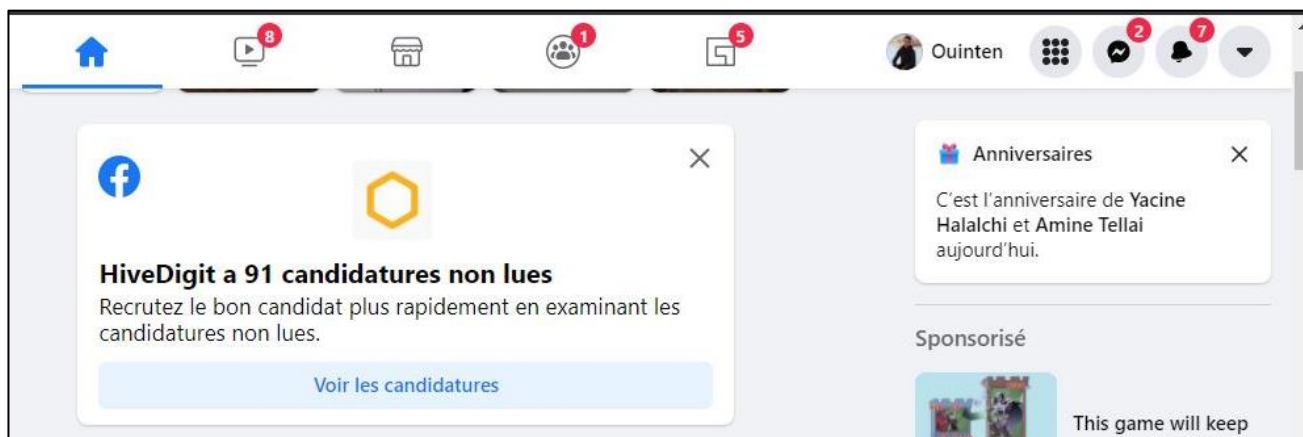 8
1
5
Ouinten
2
7
HiveDigit a 91 candidatures non lues
Recrutez le bon candidat plus rapidement en examinant les
candidatures non lues.
Voir les candidatures
Anniversaires
C'est l'anniversaire de Yacine
Halalchi et Amine Tellai
aujourd'hui.
Sponsorisé
This game will keep